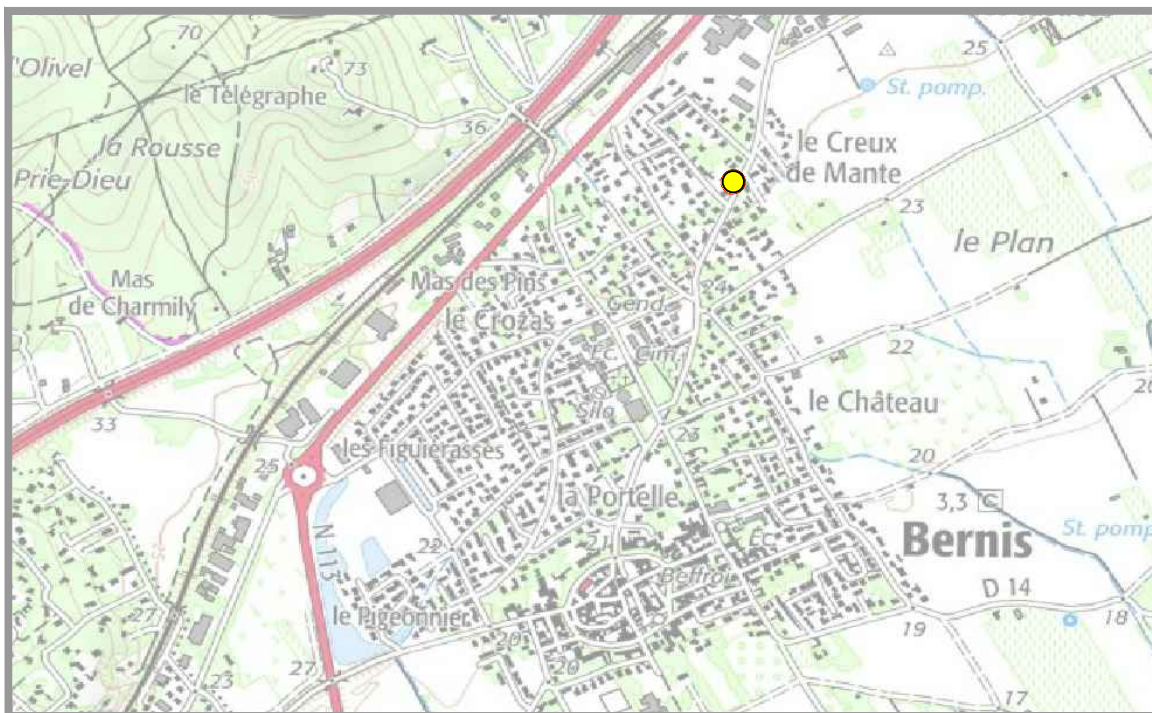 70
l'Olivel
73
25
le Télégraphe
St. pomp.
36
la Rousse
le Creux
de Mante
Prie-Dieu
23
le Plan
Mas
de Charmily
Mas des Pins
24
Gend.
le Crozas
Ec.
Cim.
22
20
Silo
le Château
33
23
les Figuierasses
25
20
la Portelle
3,3 C
St. pomp
N 113
22
21
Ec.
Bernis
Beffroi
D 14
27
le Pigeonnier
20
19
18
27
20
23
17